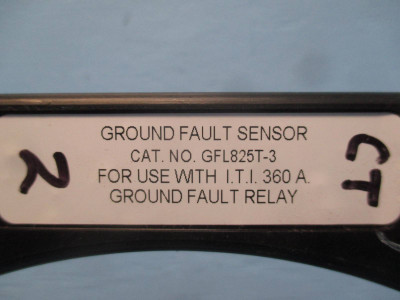 GROUND FAULT SENSOR
CAT. NO. GFL825T-3
FOR USE WITH I.T.I. 360 A.
GROUND FAULT RELAY
2
CT